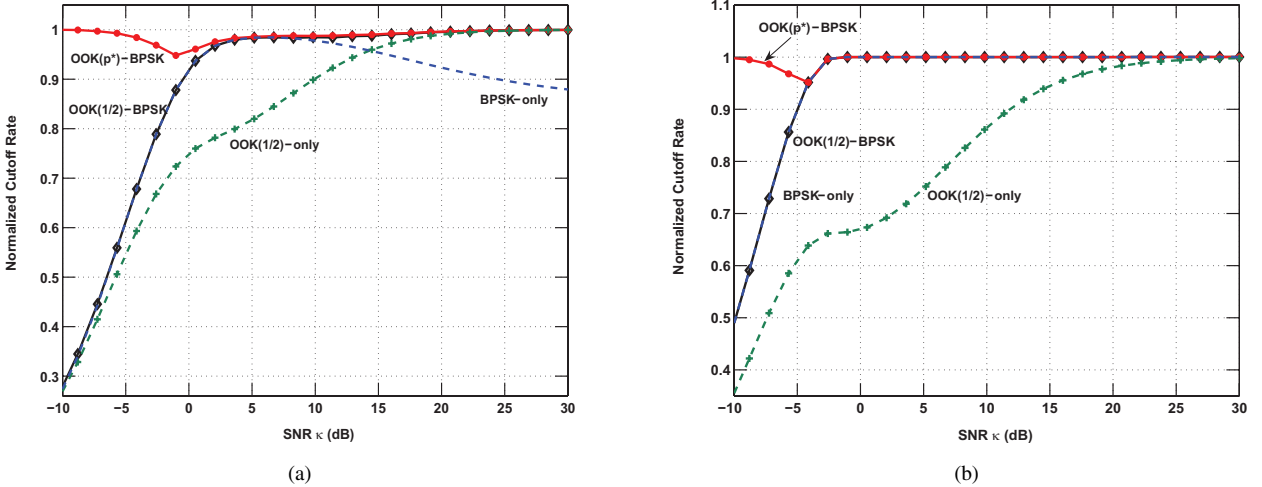 1
0.9
0.8
0.7
0.6
0.5
0.4
0.3
Normalized Cutoff Rate
OOK(p*)−BPSK
OOK(1/2)−BPSK
OOK(1/2)−only
BPSK−only
−10 −5 0 5 10 15 20 25 30
SNR κ (dB)
(a)
1.1
1
0.9
0.8
0.7
0.6
0.5
0.4
Normalized Cutoff Rate
OOK(p*)−BPSK
OOK(1/2)−BPSK
BPSK−only
OOK(1/2)−only
−10 −5 0 5 10 15 20 25 30
SNR κ (dB)
(b)